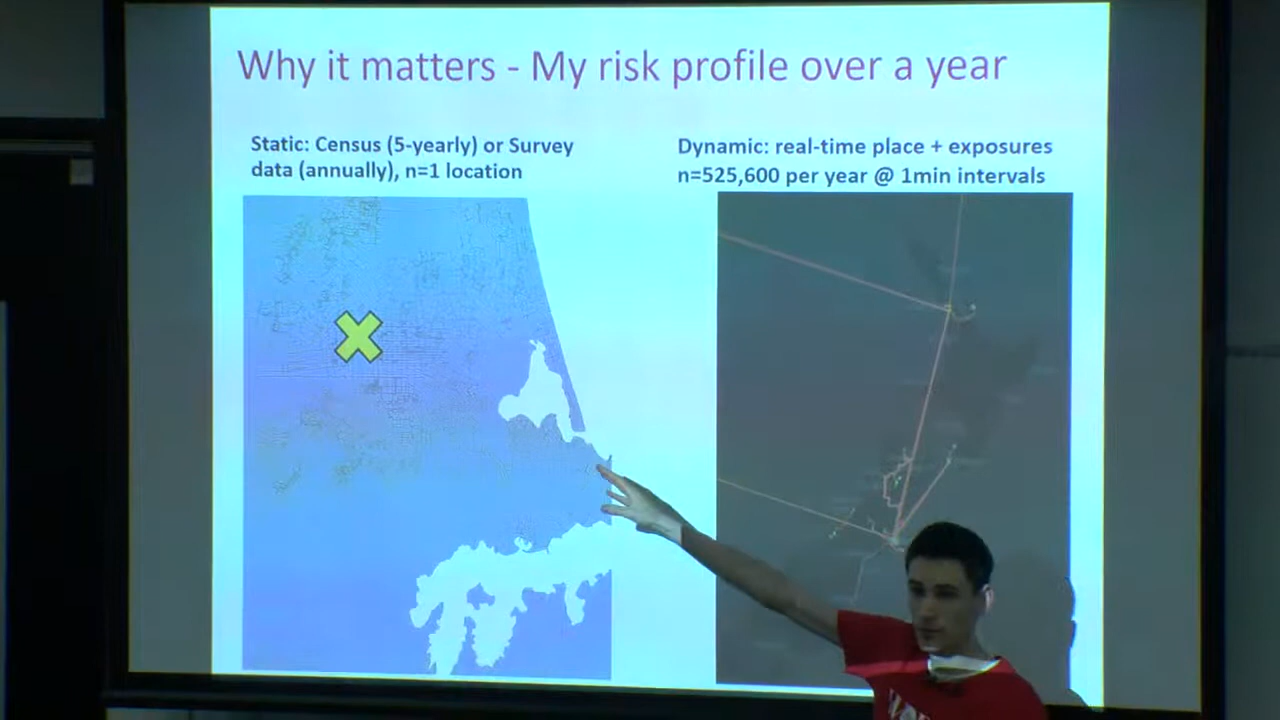 Why it matters - My risk profile over a year
Static: Census (5-yearly) or Survey
data (annually), n=1 location
Dynamic: real-time place + exposures
n=525,600 per year @ 1min intervals